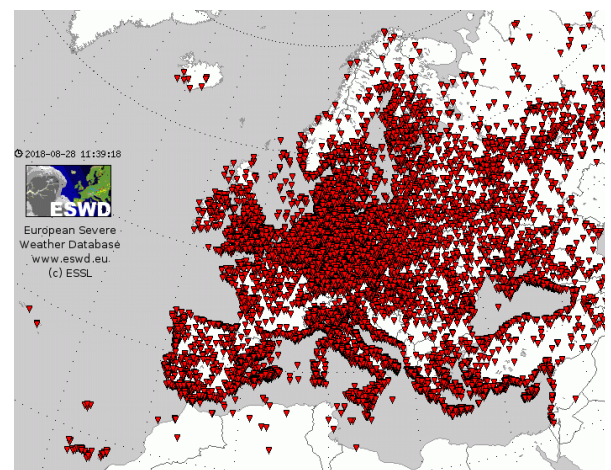 2018-08-28 11:39:18
ESWD
European Severe
Weather Database
www.eswd.eu
(c) ESSL